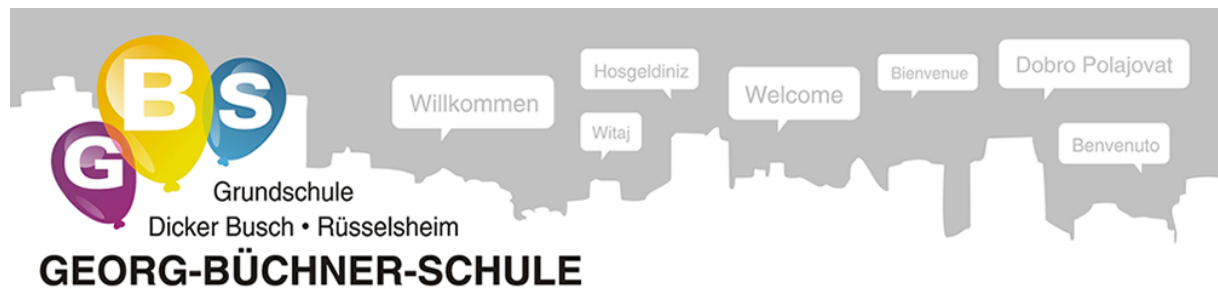 GBS
Willkommen
Hosgeldiniz
Witaj
Welcome
Bienvenue
Dobro Polajovat
Benvenuto
Grundschule
Dicker Busch • Rüsselsheim
GEORG-BÜCHNER-SCHULE